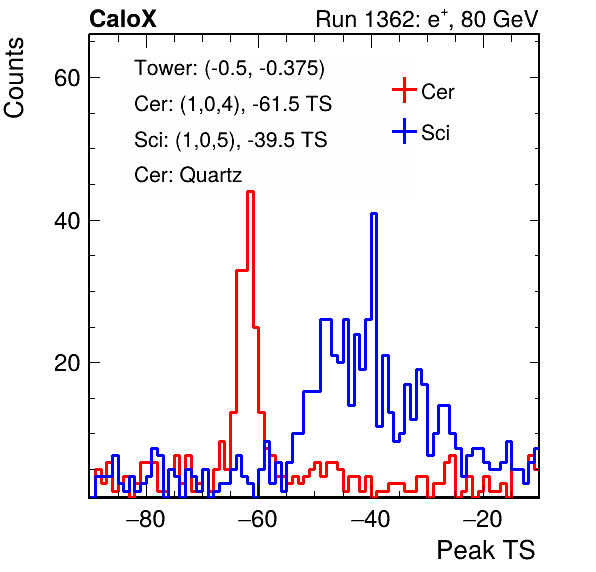 CaloX Run 1362: e⁺, 80 GeV
Counts
60
40
20
Tower: (-0.5, -0.375)
Cer: (1,0,4), -61.5 TS
Sci: (1,0,5), -39.5 TS
Cer: Quartz
Cer
Sci
−80 −60 −40 −20
Peak TS